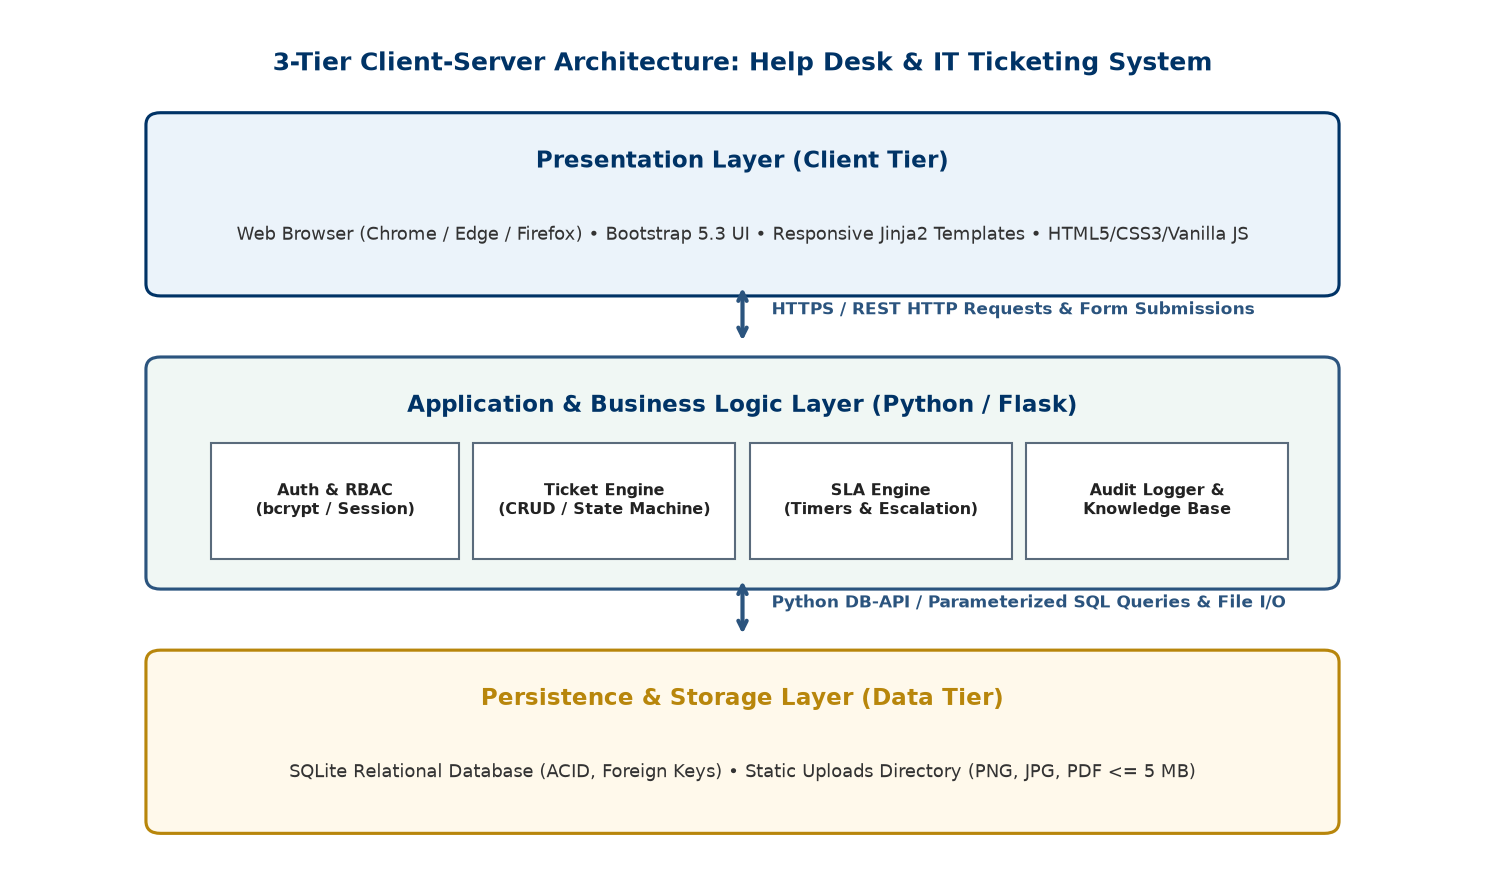 3-Tier Client-Server Architecture: Help Desk & IT Ticketing System
Presentation Layer (Client Tier)
Web Browser (Chrome / Edge / Firefox) • Bootstrap 5.3 UI • Responsive Jinja2 Templates • HTML5/CSS3/Vanilla JS
HTTPS / REST HTTP Requests & Form Submissions
Application & Business Logic Layer (Python / Flask)
Auth & RBAC
(bcrypt / Session)
Ticket Engine
(CRUD / State Machine)
SLA Engine
(Timers & Escalation)
Audit Logger &
Knowledge Base
Python DB-API / Parameterized SQL Queries & File I/O
Persistence & Storage Layer (Data Tier)
SQLite Relational Database (ACID, Foreign Keys) • Static Uploads Directory (PNG, JPG, PDF <= 5 MB)